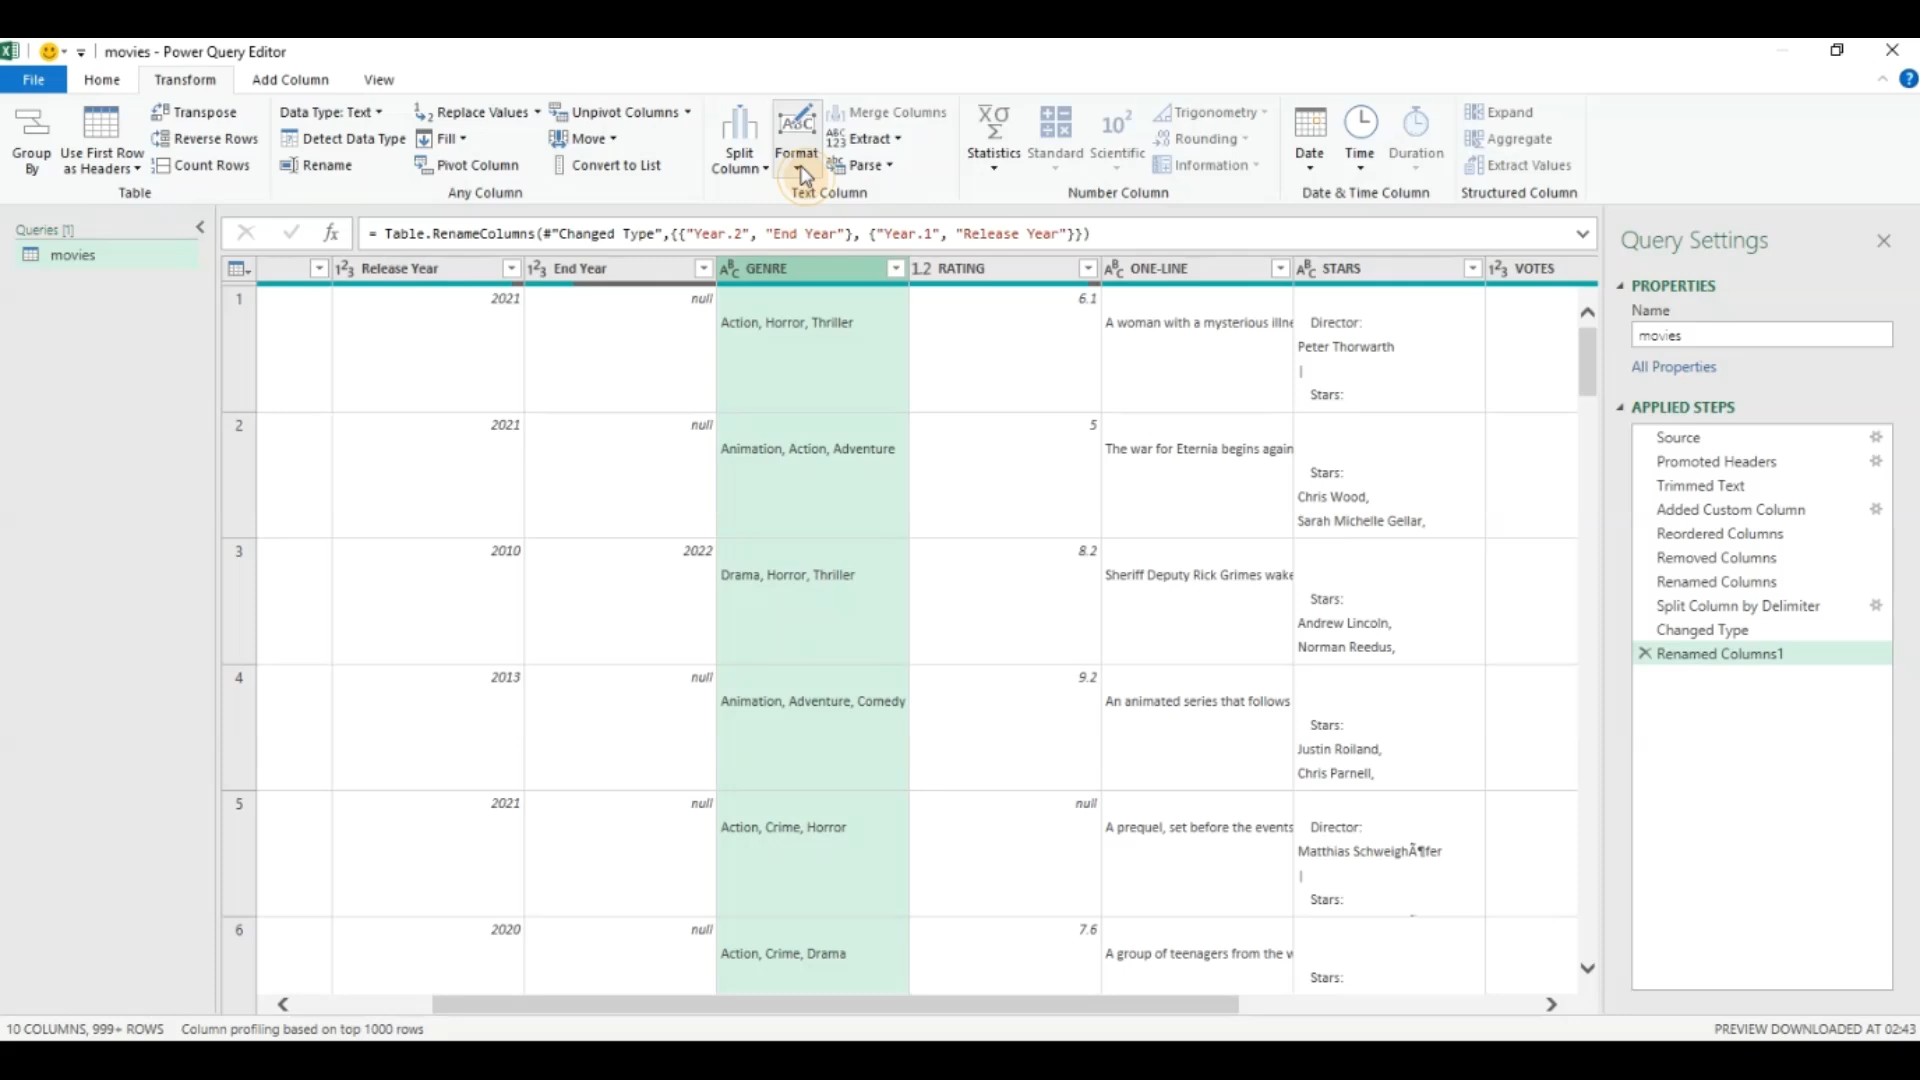 movies - Power Query Editor
File Home Transform Add Column View
Group By
Use First Row as Headers
Transpose
Reverse Rows
Count Rows
Table
Data Type: Text
Detect Data Type
Rename
Replace Values
Fill
Pivot Column
Unpivot Columns
Move
Convert to List
Any Column
Split Column
Format
Merge Columns
Extract
Parse
Text Column
Statistics
Standard
Scientific
Trigonometry
Rounding
Information
Number Column
Date
Time
Duration
Date & Time Column
Expand
Aggregate
Extract Values
Structured Column
Queries [1]
movies
fx = Table.RenameColumns(#"Changed Type",{{"Year.2", "End Year"}, {"Year.1", "Release Year"}})
1²3 Release Year 1²3 End Year ABC GENRE 1.2 RATING ABC ONE-LINE ABC STARS 1²3 VOTES
1 2021 null 6.1
Action, Horror, Thriller A woman with a mysterious illne Director:
Peter Thorwarth
|
Stars:
2 2021 null 5
Animation, Action, Adventure The war for Eternia begins again
Stars:
Chris Wood,
Sarah Michelle Gellar,
3 2010 2022 8.2
Drama, Horror, Thriller Sheriff Deputy Rick Grimes wake
Stars:
Andrew Lincoln,
Norman Reedus,
4 2013 null 9.2
Animation, Adventure, Comedy An animated series that follows
Stars:
Justin Roiland,
Chris Parnell,
5 2021 null null
Action, Crime, Horror A prequel, set before the events Director:
Matthias SchweighÃ¶fer
|
Stars:
6 2020 null 7.6
Action, Crime, Drama A group of teenagers from the w
Stars:
Query Settings
PROPERTIES
Name
movies
All Properties
APPLIED STEPS
Source
Promoted Headers
Trimmed Text
Added Custom Column
Reordered Columns
Removed Columns
Renamed Columns
Split Column by Delimiter
Changed Type
Renamed Columns1
10 COLUMNS, 999+ ROWS Column profiling based on top 1000 rows
PREVIEW DOWNLOADED AT 02:43